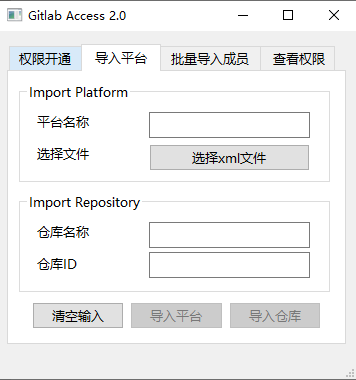 Gitlab Access 2.0
权限开通 导入平台 批量导入成员 查看权限
Import Platform
平台名称
选择文件 选择xml文件
Import Repository
仓库名称
仓库ID
清空输入 导入平台 导入仓库